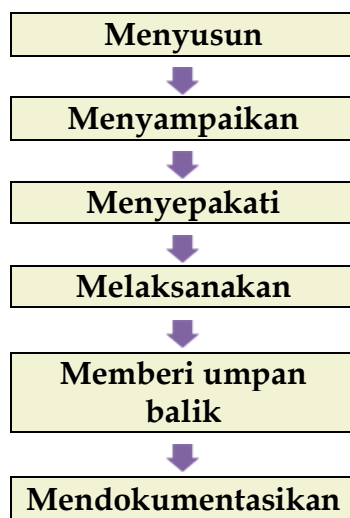 Menyusun
Menyampaikan
Menyepakati
Melaksanakan
Memberi umpan
balik
Mendokumentasikan